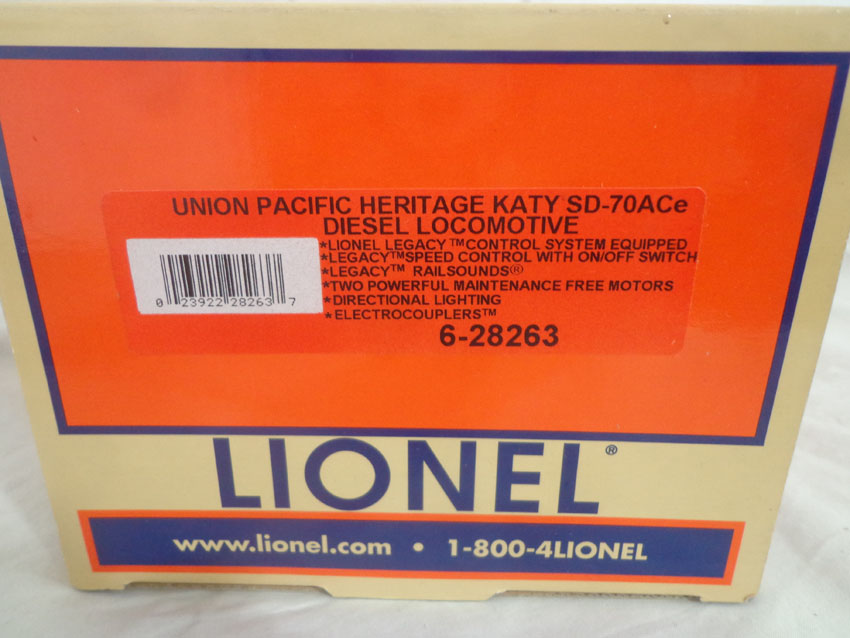 UNION PACIFIC HERITAGE KATY SD-70ACe
DIESEL LOCOMOTIVE
*LIONEL LEGACY™CONTROL SYSTEM EQUIPPED
*LEGACY™SPEED CONTROL WITH ON/OFF SWITCH
*LEGACY™ RAILSOUNDS®
*TWO POWERFUL MAINTENANCE FREE MOTORS
*DIRECTIONAL LIGHTING
*ELECTROCOUPLERS™
0 23922 28263 7
6-28263
LIONEL®
www.lionel.com • 1-800-4LIONEL